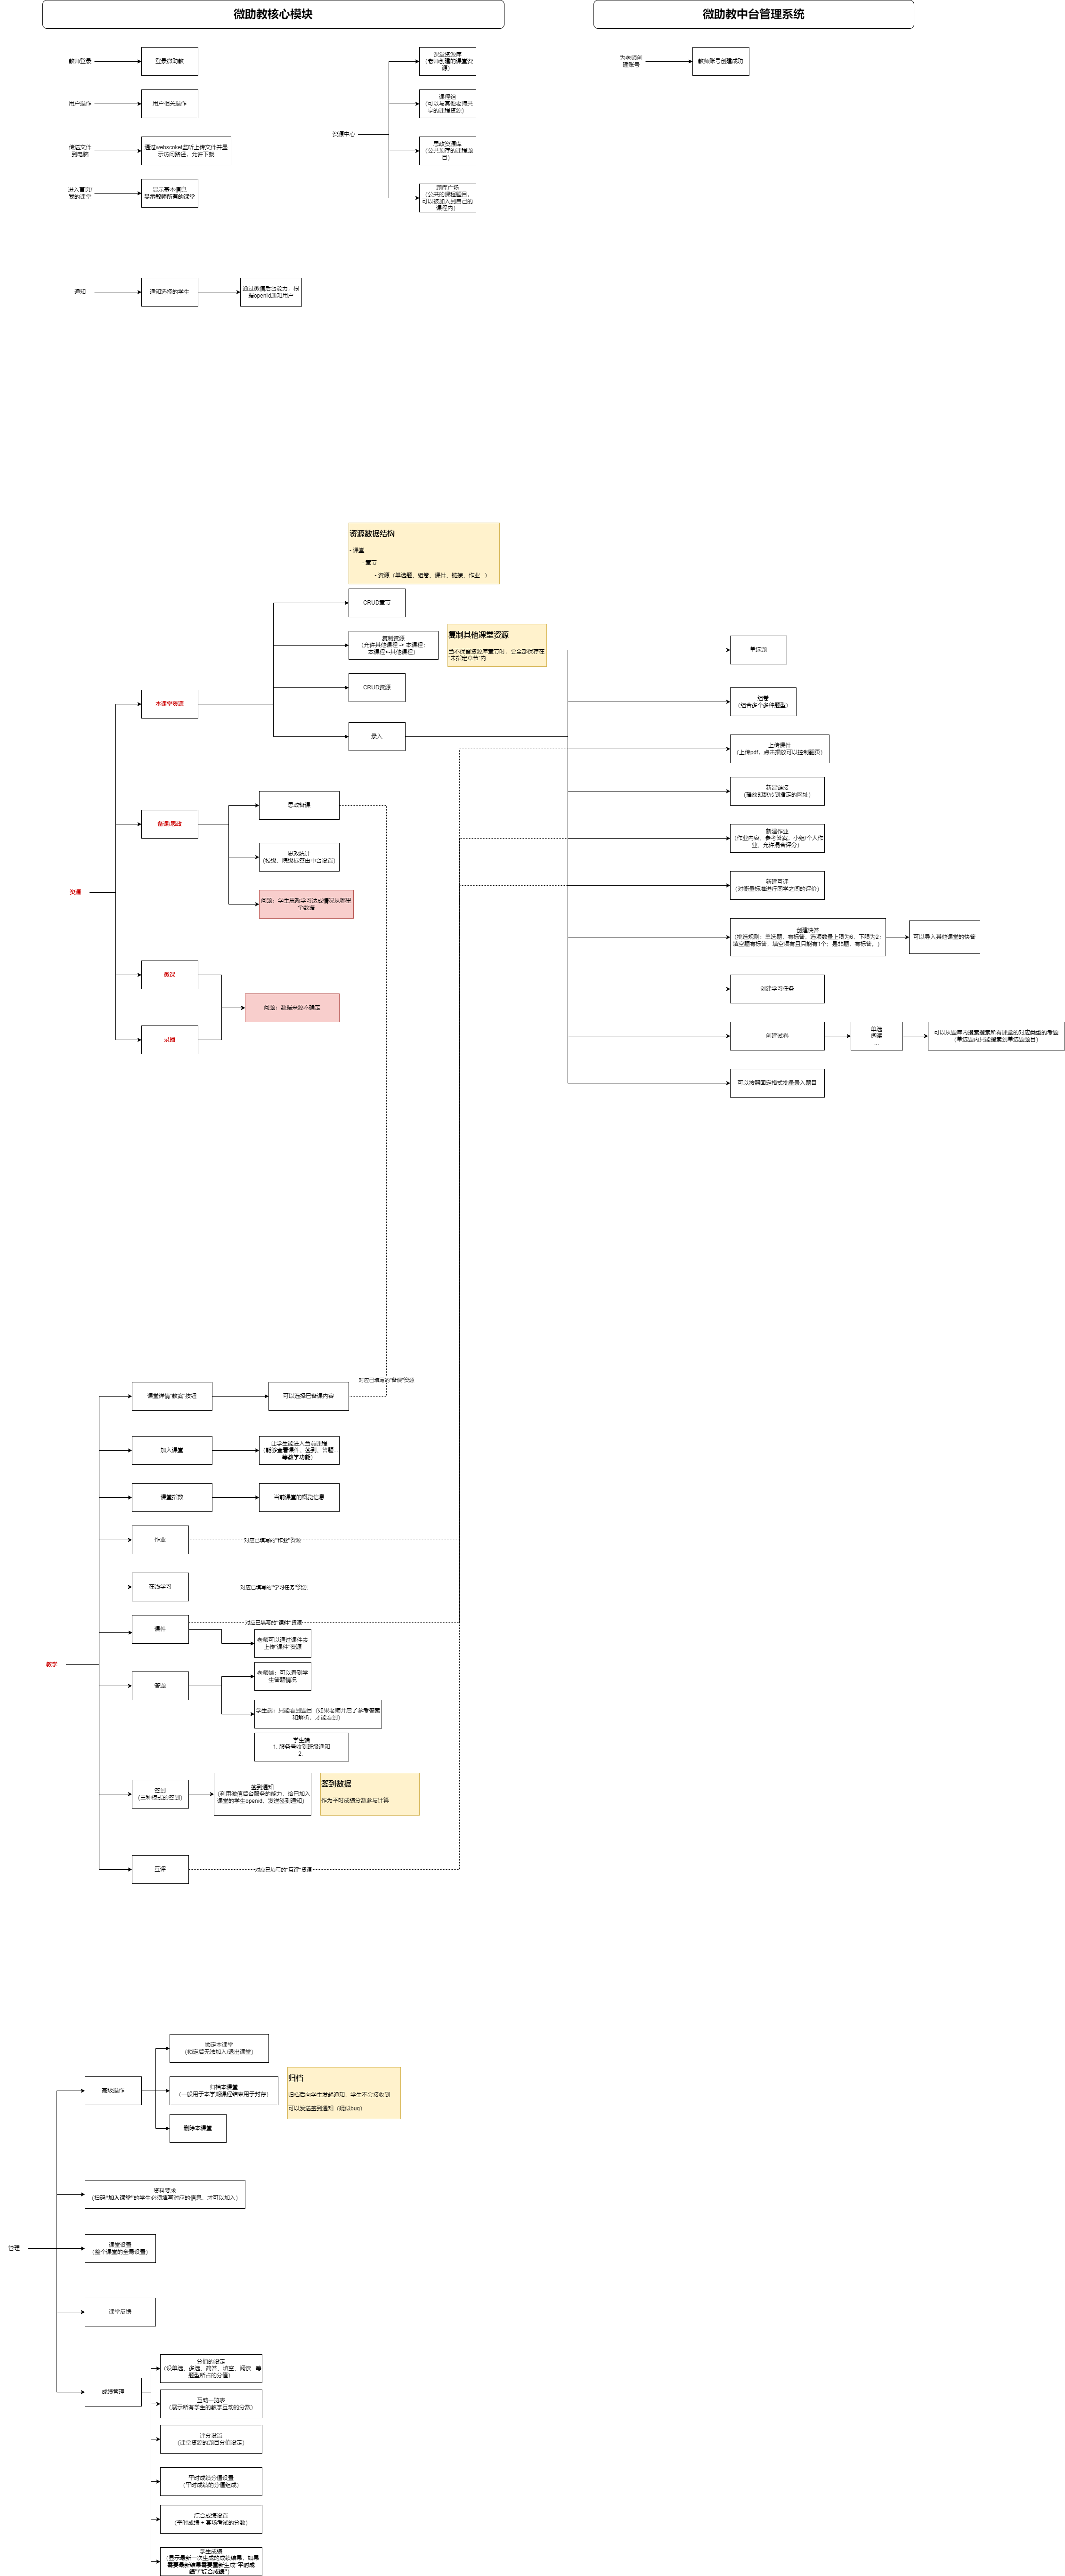 微助教核心模块
微助教中台管理系统
教师登录
登录微助教
用户操作
用户相关操作
传送文件
到电脑
通过webscoket监听上传文件并显
示访问路径，允许下载
进入首页/
我的课堂
显示基本信息
显示教师所有的课堂
资源中心
课堂资源库
（老师创建的课堂资
源）
课程组
（可以与其他老师共
享的课程资源）
思政资源库
（公共预存的课程题
目）
题库广场
（公共的课程题目，
可以被加入到自己的
课程内）
为老师创
建账号
教师账号创建成功
通知
通知选择的学生
通过微信后台能力，根
据openId通知用户
资源数据结构
- 课堂
- 章节
- 资源（单选题、组卷、课件、链接、作业...）
CRUD章节
复制资源
（允许其他课程 -> 本课程；
本课程<-其他课程）
复制其他课堂资源
当不保留资源库章节时，会全部保存在
"未指定章节"内
CRUD资源
录入
资源
本课堂资源
备课/思政
思政备课
思政统计
（校级、院级标签由中台设置）
问题：学生思政学习达成情况从哪里
拿数据
微课
录播
问题：数据来源不确定
单选题
组卷
（组合多个多种题型）
上传课件
（上传pdf，点击播放可以控制翻页）
新建链接
（播放即跳转到指定的网址）
新建作业
（作业内容、参考答案、小组/个人作
业、允许混合评分）
新建互评
（对衡量标准进行同学之间的评价）
创建快答
（挑选规则：单选题，有标答，选项数量上限为6，下限为2；
填空题有标答，填空项有且只能有1个；是非题，有标答。）
可以导入其他课堂的快答
创建学习任务
创建试卷
单选
阅读
...
可以从题库内搜索搜索所有课堂的对应类型的考题
（单选题内只能搜索到单选题题目）
可以按照固定格式批量录入题目
教学
课堂详情"教案"按钮
可以选择已备课内容
对应已填写的"备课"资源
加入课堂
让学生能进入当前课程
（能够查看课件、签到、答题...
等教学功能）
课堂指数
当前课堂的概述信息
作业
对应已填写的"作业"资源
在线学习
对应已填写的"学习任务"资源
课件
对应已填写的"课件"资源
老师可以通过课件去
上传"课件"资源
答题
老师端：可以看到学
生答题情况
学生端：只能看到题目（如果老师开启了参考答案
和解析，才能看到）
学生端
1. 服务号收到班级通知
2.
签到
（三种模式的签到）
签到通知
（利用微信后台服务的能力，给已加入
课堂的学生openid，发送签到通知）
签到数据
作为平时成绩分数参与计算
互评
对应已填写的"互评"资源
管理
高级操作
锁定本课堂
（锁定后无法加入/退出课堂）
归档本课堂
（一般用于本学期课程结束用于封存）
删除本课堂
归档
归档后向学生发起通知，学生不会接收到
可以发送签到通知（疑似bug）
资料要求
（扫码"加入课堂"的学生必须填写对应的信息，才可以加入）
课堂设置
（整个课堂的全局设置）
课堂反馈
成绩管理
分值的设定
（设单选、多选、简答、填空、阅读...等
题型所占的分值）
互动一览表
（展示所有学生的教学互动的分数）
评分设置
（课堂资源的题目分值设定）
平时成绩分值设置
（平时成绩的分值组成）
综合成绩设置
（平时成绩 + 某场考试的分数）
学生成绩
（显示最新一次生成的成绩结果，如果
需要最新结果需要重新生成"平时成
绩"/"综合成绩"）